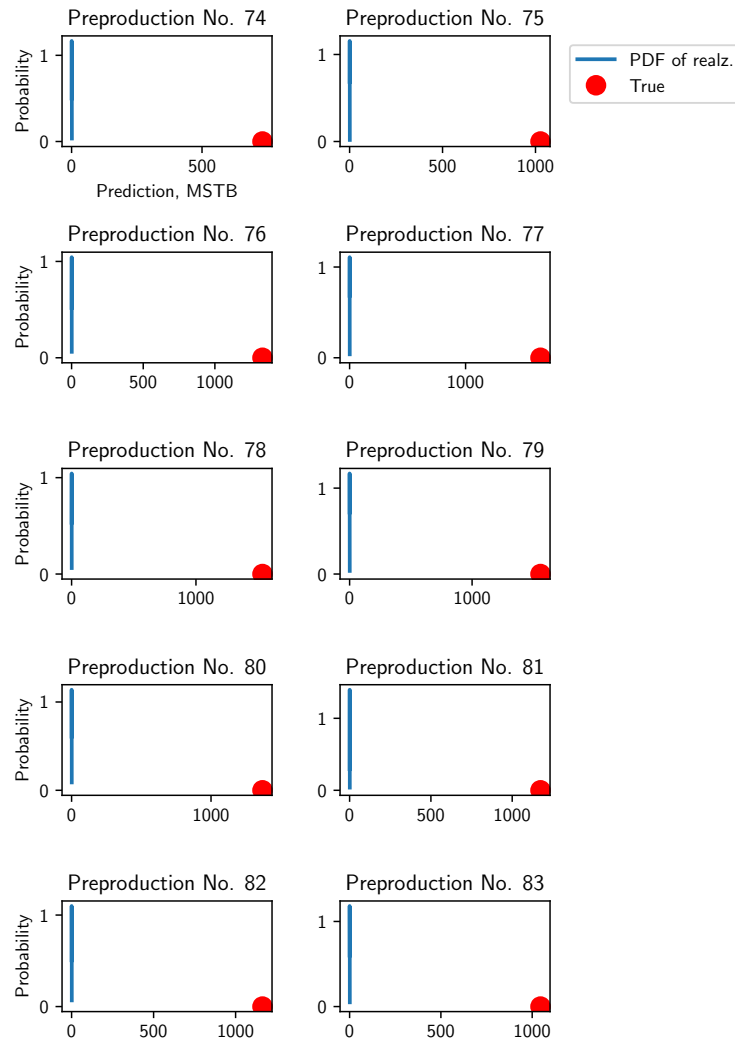 Preproduction No. 74
Preproduction No. 75
1
0
Probability
0
500
Prediction, MSTB
1
0
0
500
1000
PDF of realz.
True
Preproduction No. 76
Preproduction No. 77
1
0
Probability
0
500
1000
1
0
0
1000
Preproduction No. 78
Preproduction No. 79
1
0
Probability
0
1000
1
0
0
1000
Preproduction No. 80
Preproduction No. 81
1
0
Probability
0
1000
1
0
0
500
1000
Preproduction No. 82
Preproduction No. 83
1
0
Probability
0
500
1000
1
0
0
500
1000